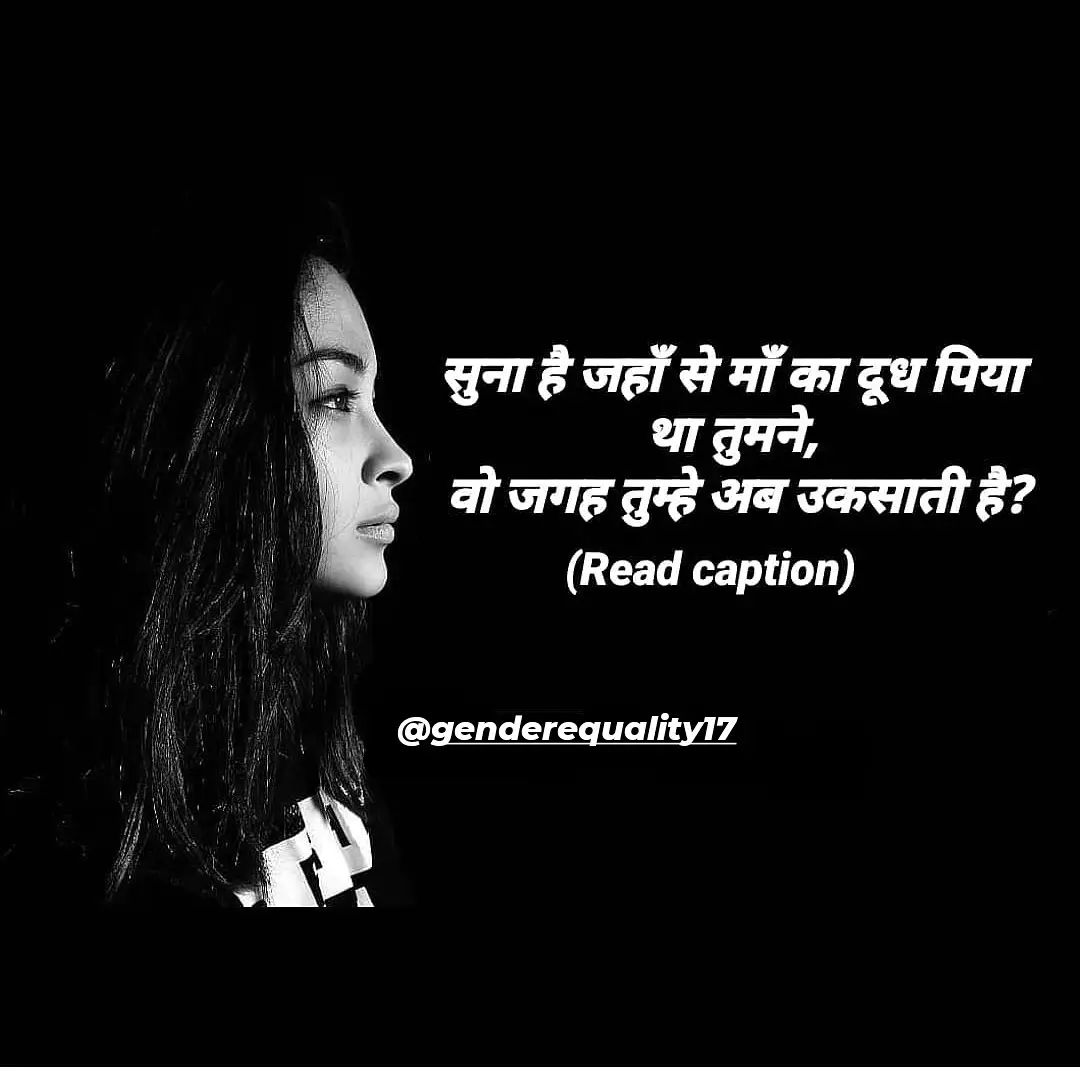 सुना है जहाँ से माँ का दूध पिया
था तुमने,
वो जगह तुम्हे अब उकसाती है?
(Read caption)
@genderequality17